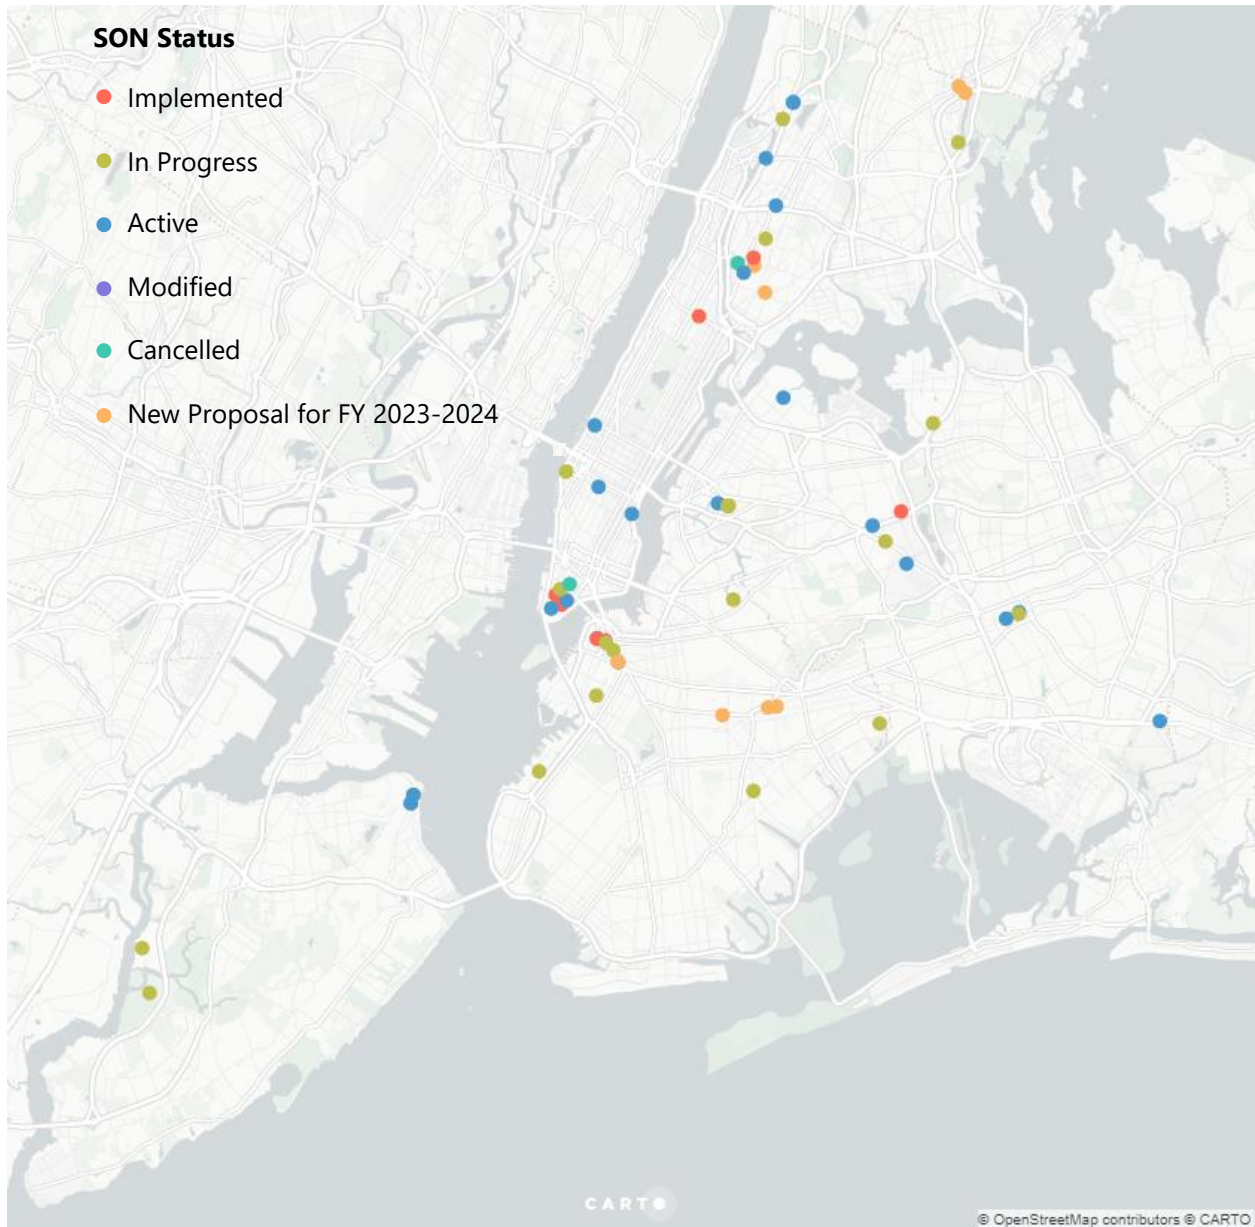 SON Status
Implemented
In Progress
Active
Modified
Cancelled
New Proposal for FY 2023-2024
CARTO
© OpenStreetMap contributors © CARTO